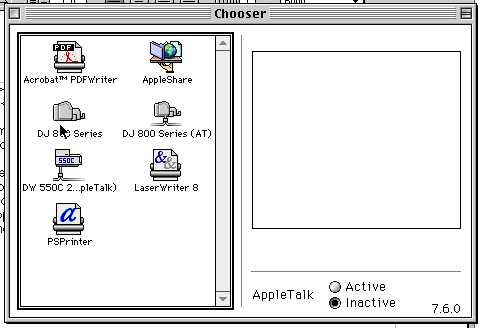 Chooser
PDF
Acrobat™ PDFWriter
AppleShare
DJ 8 Series
DJ 800 Series (AT)
550C
DW 550C 2...pleTalk)
&&
LaserWriter 8
a
PSPrinter
AppleTalk
Active
Inactive
7.6.0